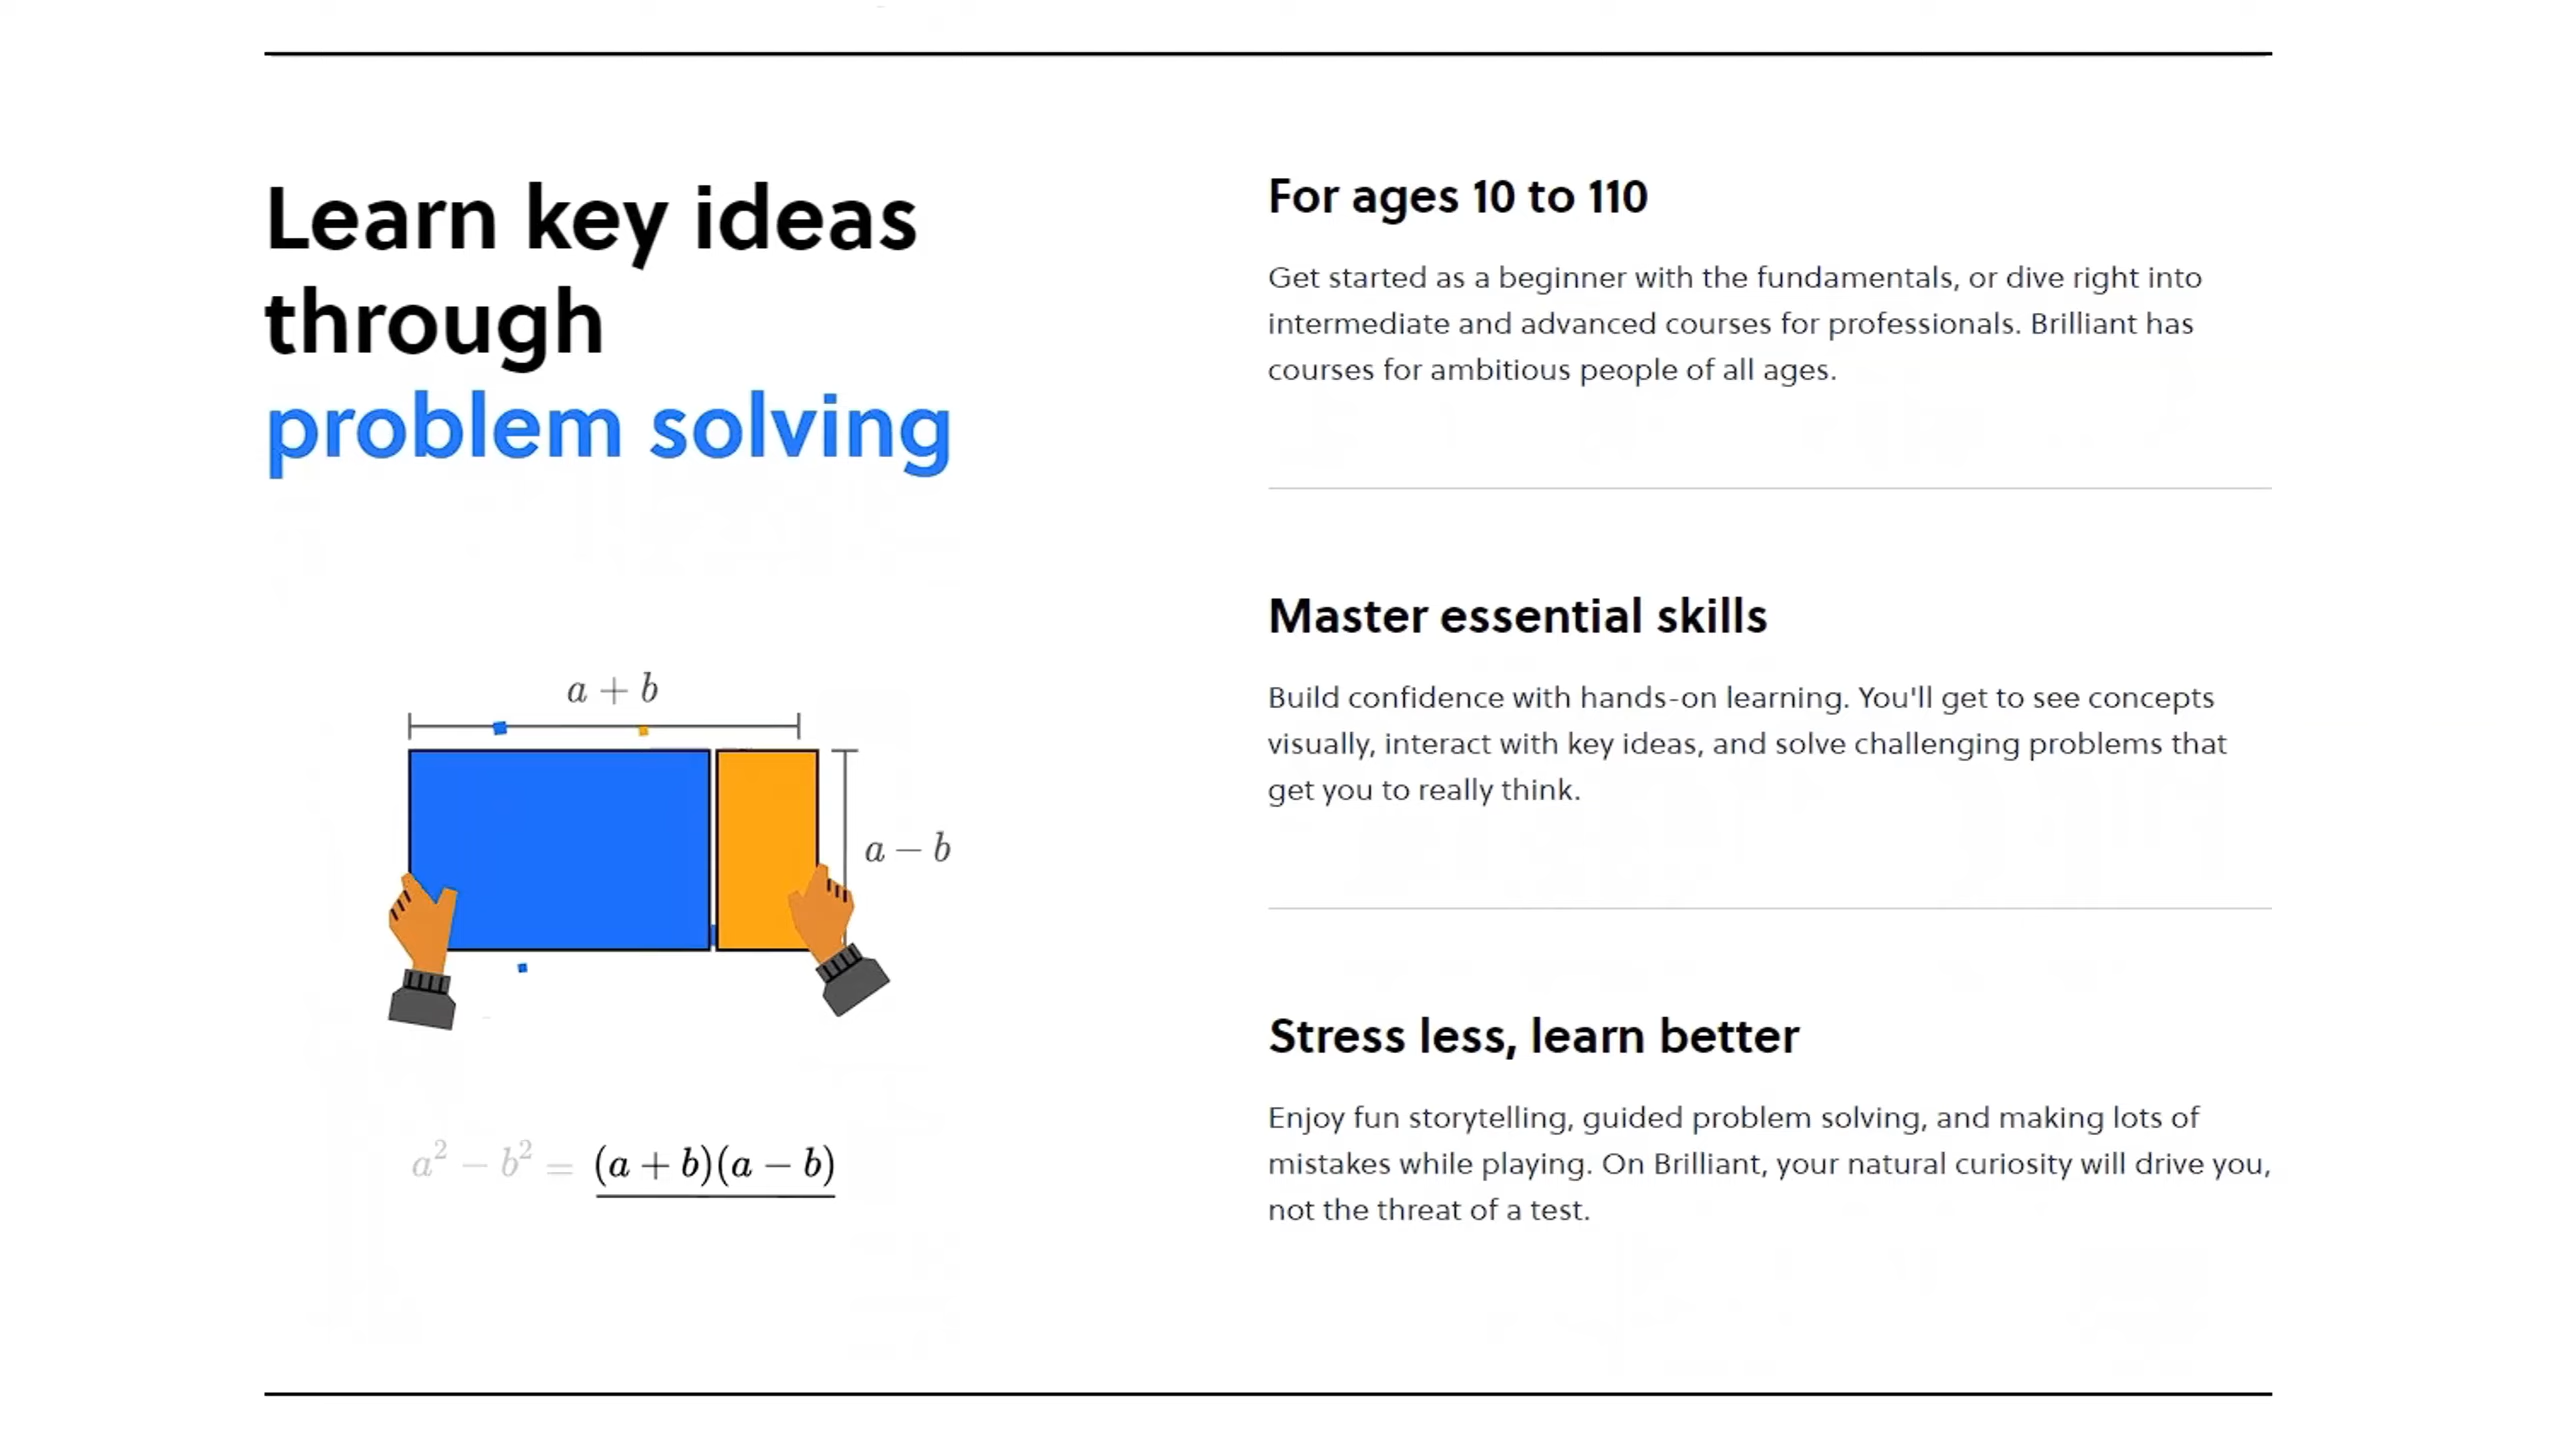 Learn key ideas
through
problem solving
a + b
a − b
a² − b² = (a + b)(a − b)
For ages 10 to 110
Get started as a beginner with the fundamentals, or dive right into
intermediate and advanced courses for professionals. Brilliant has
courses for ambitious people of all ages.
Master essential skills
Build confidence with hands-on learning. You'll get to see concepts
visually, interact with key ideas, and solve challenging problems that
get you to really think.
Stress less, learn better
Enjoy fun storytelling, guided problem solving, and making lots of
mistakes while playing. On Brilliant, your natural curiosity will drive you,
not the threat of a test.